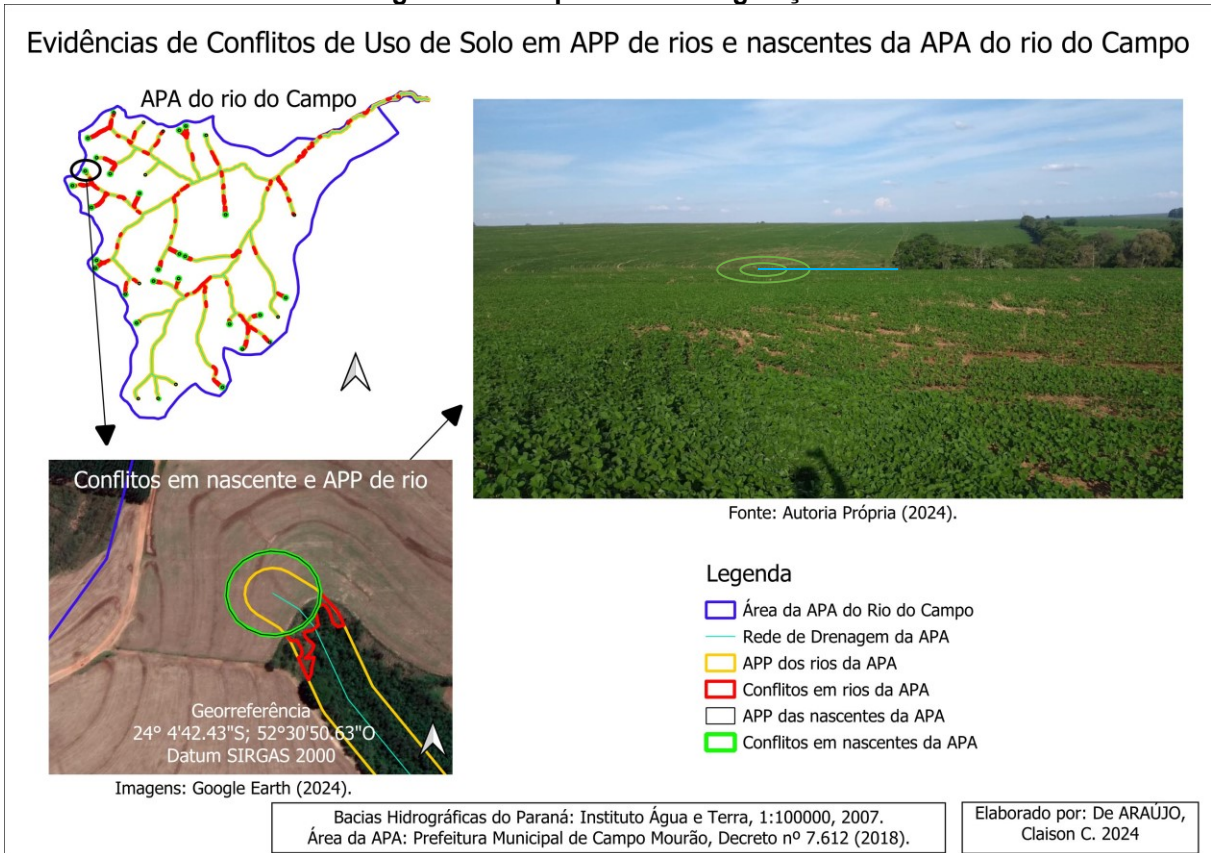 Evidências de Conflitos de Uso de Solo em APP de rios e nascentes da APA do rio do Campo
APA do rio do Campo
Conflitos em nascente e APP de rio
Georreferência
24° 4'42.43"S; 52°30'50.63"O
Datum SIRGAS 2000
Imagens: Google Earth (2024).
Fonte: Autoria Própria (2024).
Legenda
Área da APA do Rio do Campo
Rede de Drenagem da APA
APP dos rios da APA
Conflitos em rios da APA
APP das nascentes da APA
Conflitos em nascentes da APA
Bacias Hidrográficas do Paraná: Instituto Água e Terra, 1:100000, 2007.
Área da APA: Prefeitura Municipal de Campo Mourão, Decreto nº 7.612 (2018).
Elaborado por: De ARAÚJO,
Claison C. 2024